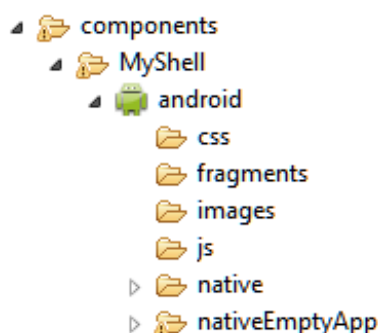 components
MyShell
android
css
fragments
images
js
native
nativeEmptyApp